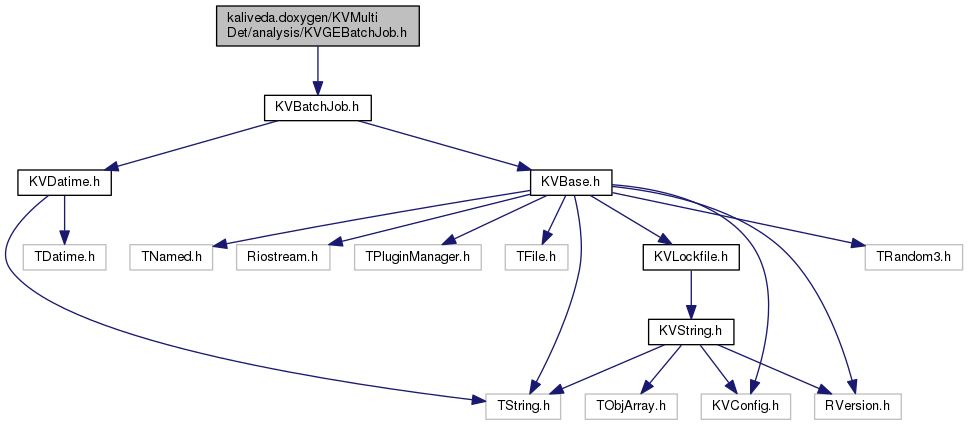 kaliveda.doxygen/KVMulti
Det/analysis/KVGEBatchJob.h
KVBatchJob.h
KVDatime.h
KVBase.h
TDatime.h
TNamed.h
Riostream.h
TPluginManager.h
TFile.h
KVLockfile.h
TRandom3.h
KVString.h
TString.h
TObjArray.h
KVConfig.h
RVersion.h